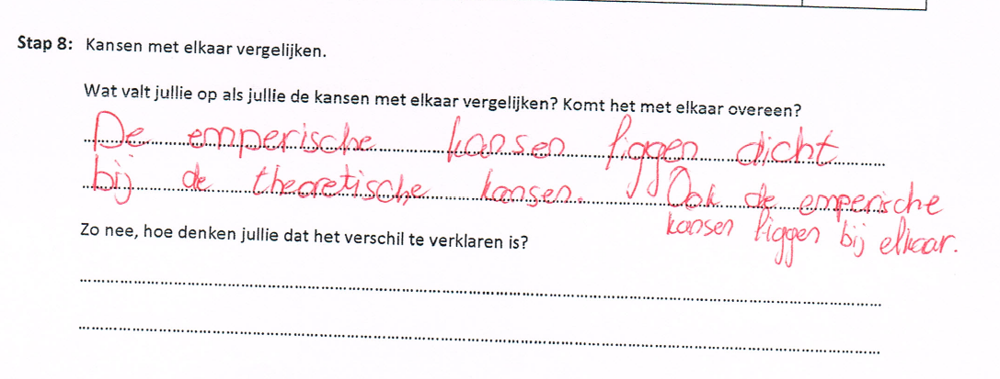 Stap 8: Kansen met elkaar vergelijken.
Wat valt jullie op als jullie de kansen met elkaar vergelijken? Komt het met elkaar overeen?
De emperische kansen liggen dicht
bij de theoretische kansen. Ook de emperische
kansen liggen bij elkaar.
Zo nee, hoe denken jullie dat het verschil te verklaren is?